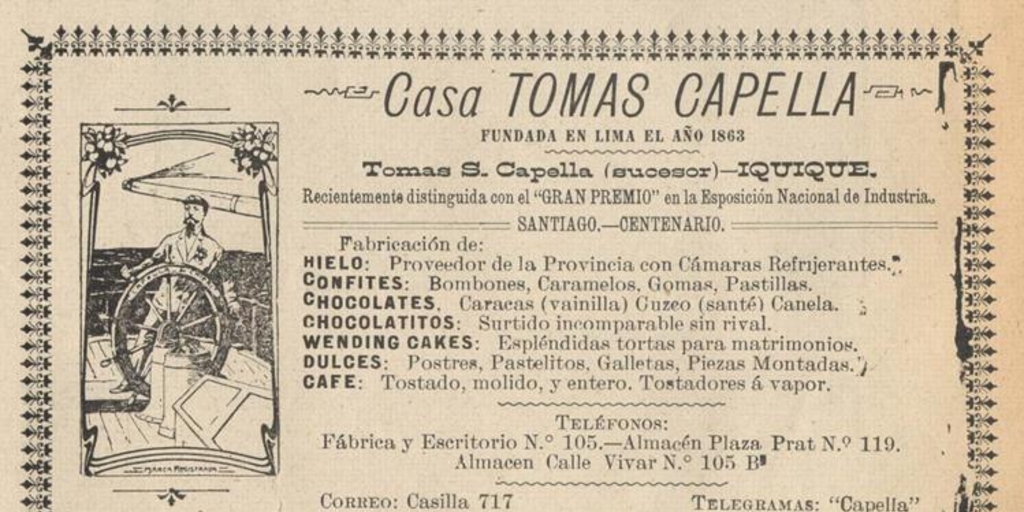 Casa TOMAS CAPELLA
FUNDADA EN LIMA EL AÑO 1863
Tomas S. Capella (sucesor)—IQUIQUE.
Recientemente distinguida con el "GRAN PREMIO" en la Esposición Nacional de Industria.
SANTIAGO.—CENTENARIO.
Fabricación de:
HIELO: Proveedor de la Provincia con Cámaras Refrijerantes.
CONFITES: Bombones, Caramelos, Gomas, Pastillas.
CHOCOLATES. Caracas (vainilla) Cuzco (santé) Canela.
CHOCOLATITOS: Surtido incomparable sin rival.
WENDING CAKES: Espléndidas tortas para matrimonios.
DULCES: Postres, Pastelitos, Galletas, Piezas Montadas.
CAFE: Tostado, molido, y entero. Tostadores á vapor.
TELÉFONOS:
Fábrica y Escritorio N.° 105.—Almacén Plaza Prat N.º 119.
Almacen Calle Vivar N.° 105 B
CORREO: Casilla 717 TELEGRAMAS: "Capella"
MARCA REGISTRADA